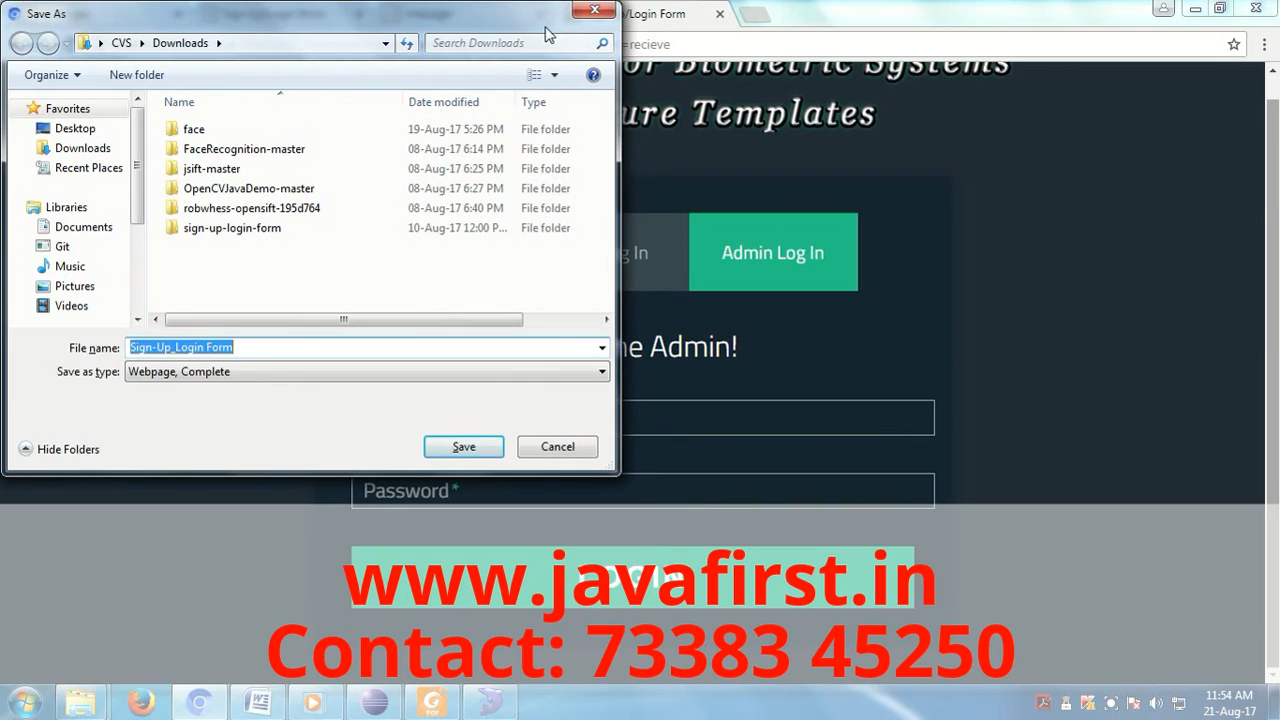 Save As
/Login Form
CVS
Downloads
Search Downloads
=recieve
Organize
New folder
or Biometric Systems
ure Templates
Name
Date modified
Type
Favorites
Desktop
Downloads
Recent Places
Libraries
Documents
Git
Music
Pictures
Videos
face 19-Aug-17 5:26 PM File folder
FaceRecognition-master 08-Aug-17 6:14 PM File folder
jsift-master 08-Aug-17 6:25 PM File folder
OpenCVJavaDemo-master 08-Aug-17 6:27 PM File folder
robwhess-opensift-195d764 08-Aug-17 6:40 PM File folder
sign-up-login-form 10-Aug-17 12:00 P... File folder
g In
Admin Log In
ne Admin!
File name: Sign-Up_Login Form
Save as type: Webpage, Complete
Hide Folders
Save
Cancel
Password*
www.javafirst.in
Contact: 73383 45250
11:54 AM
21-Aug-17